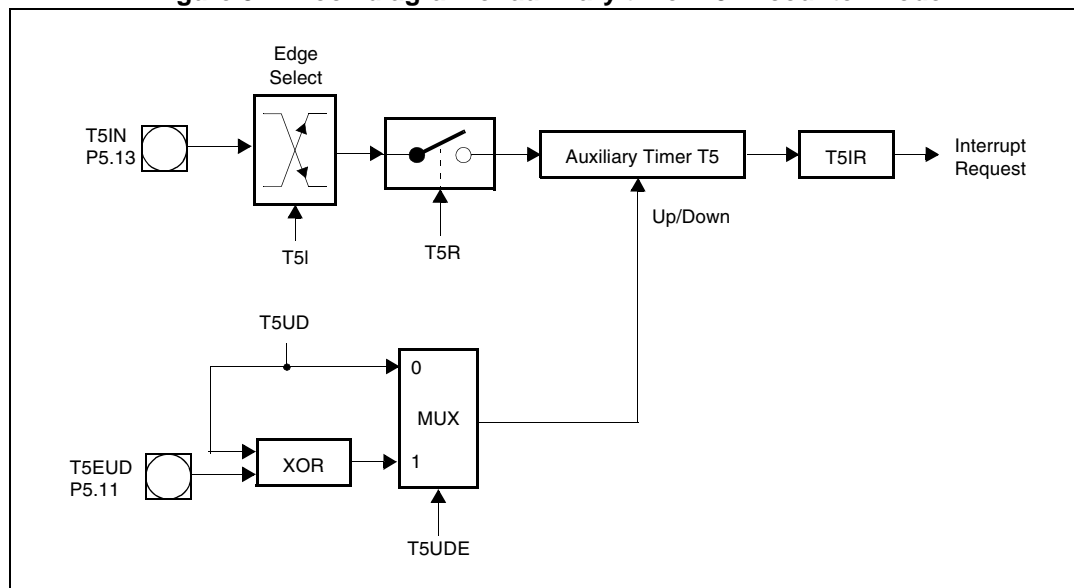 Edge
Select
T5IN
P5.13
Auxiliary Timer T5
T5IR
Interrupt
Request
Up/Down
T5I
T5R
T5UD
0
MUX
XOR
1
T5EUD
P5.11
T5UDE